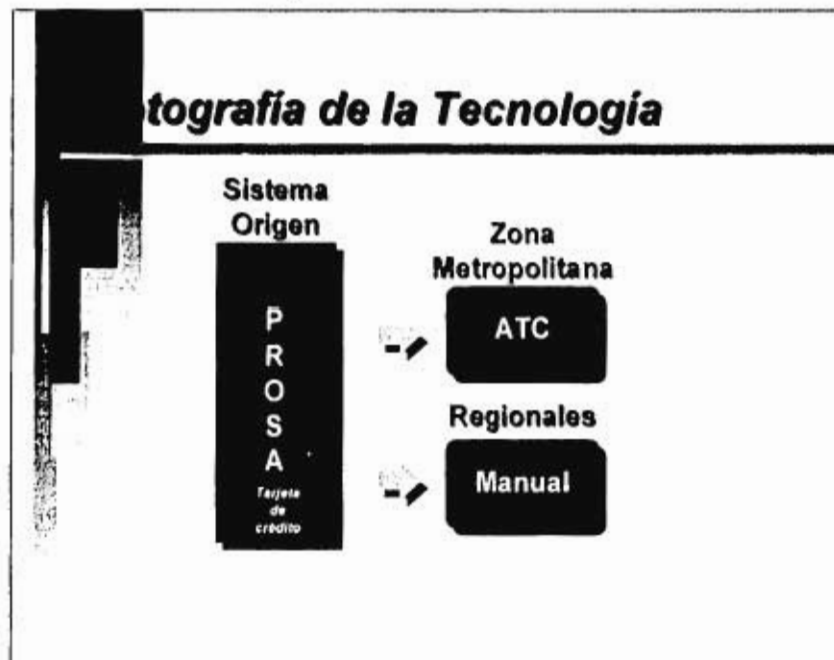 tografía de la Tecnología
Sistema
Origen
P
R
O
S
A
Tarjeta
de
crédito
Zona
Metropolitana
ATC
Regionales
Manual